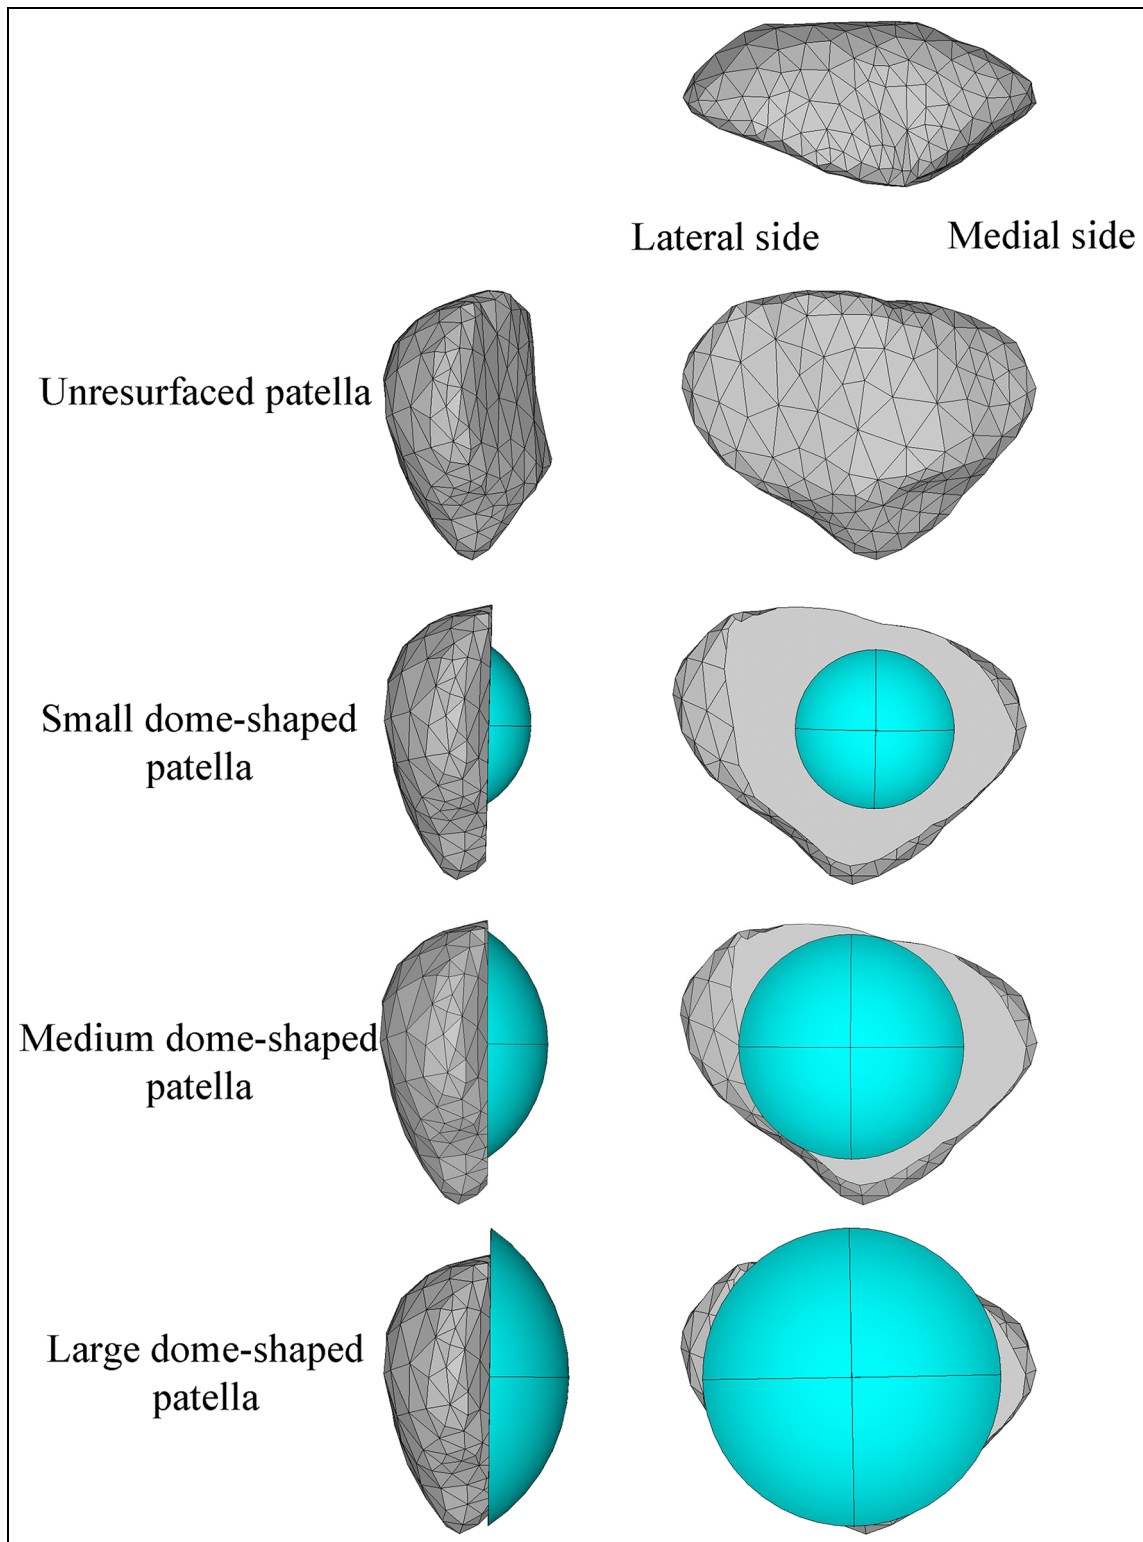 Lateral side
Medial side
Unresurfaced patella
Small dome-shaped
patella
Medium dome-shaped
patella
Large dome-shaped
patella